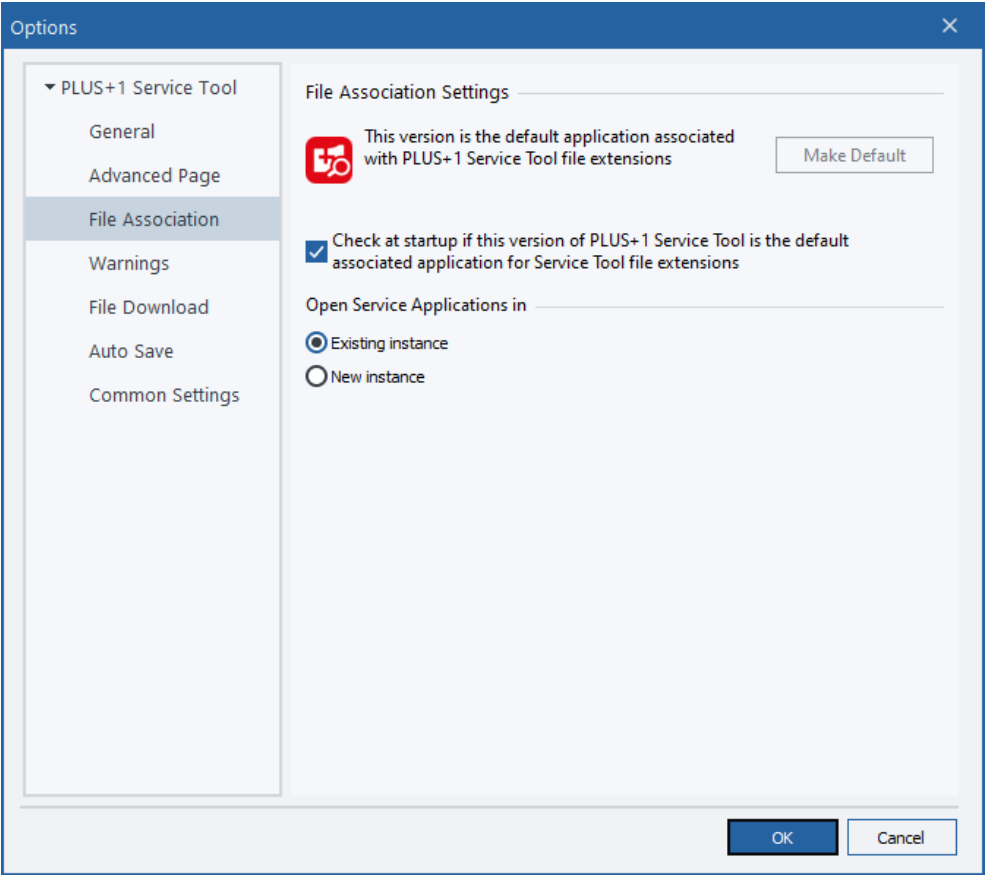 Options
PLUS+1 Service Tool
General
Advanced Page
File Association
Warnings
File Download
Auto Save
Common Settings
File Association Settings
This version is the default application associated
with PLUS+1 Service Tool file extensions
Make Default
Check at startup if this version of PLUS+1 Service Tool is the default
associated application for Service Tool file extensions
Open Service Applications in
Existing instance
New instance
OK
Cancel